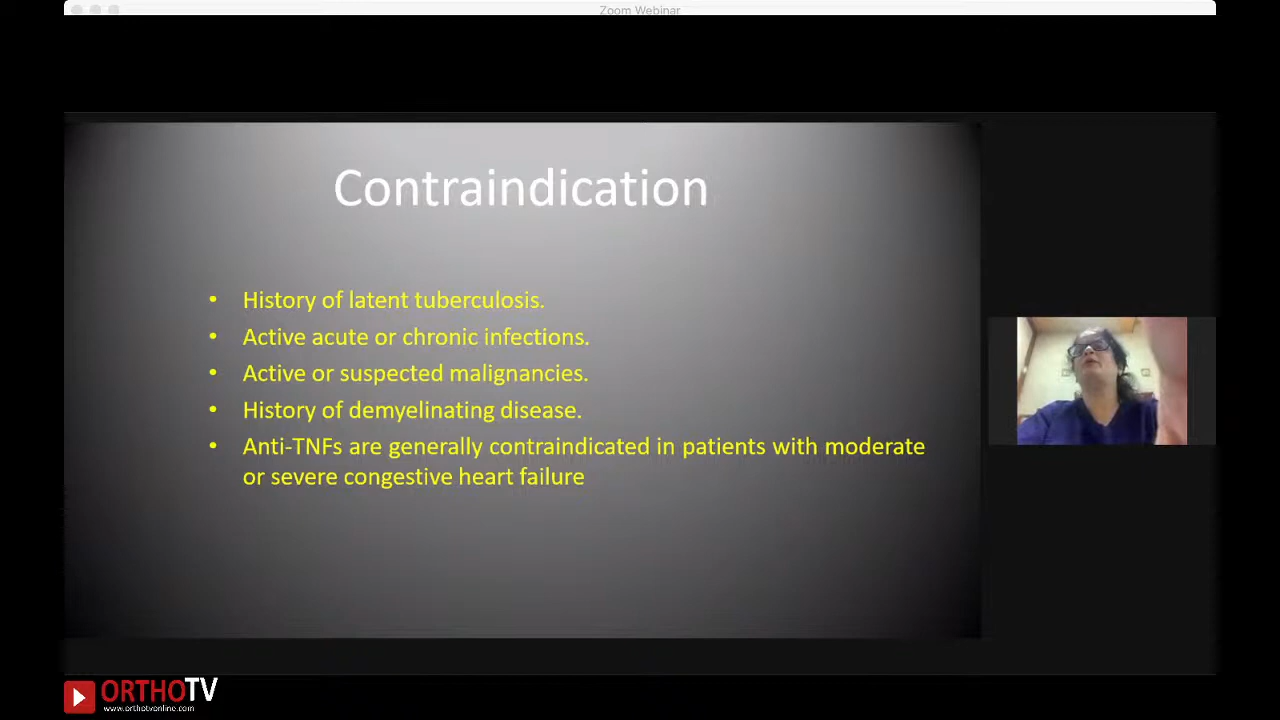 Zoom Webinar
Contraindication
• History of latent tuberculosis.
• Active acute or chronic infections.
• Active or suspected malignancies.
• History of demyelinating disease.
• Anti-TNFs are generally contraindicated in patients with moderate
or severe congestive heart failure
ORTHOTV
www.orthotvonline.com